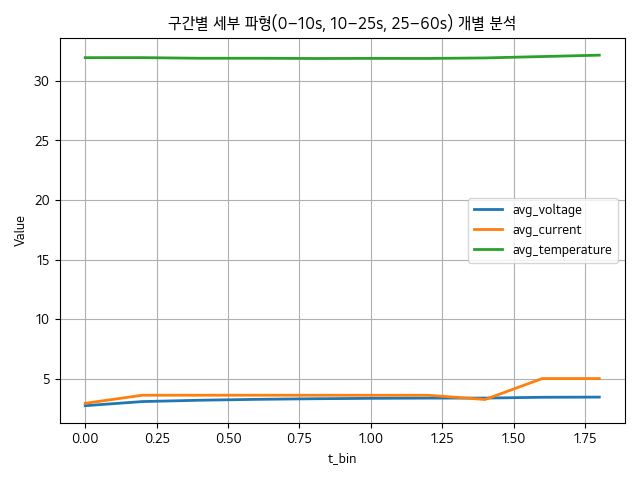 구간별 세부 파형(0–10s, 10–25s, 25–60s) 개별 분석
30
25
20
15
10
5
Value
avg_voltage
avg_current
avg_temperature
0.00 0.25 0.50 0.75 1.00 1.25 1.50 1.75
t_bin